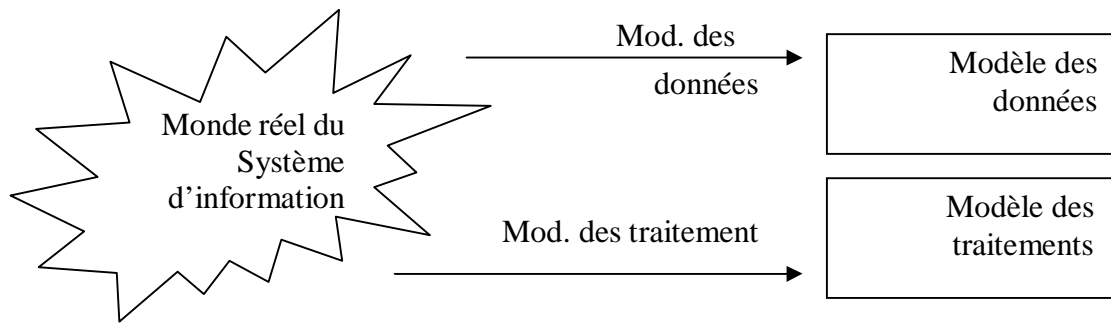 Monde réel du
Système
d'information
Mod. des
données
Modèle des
données
Mod. des traitement
Modèle des
traitements